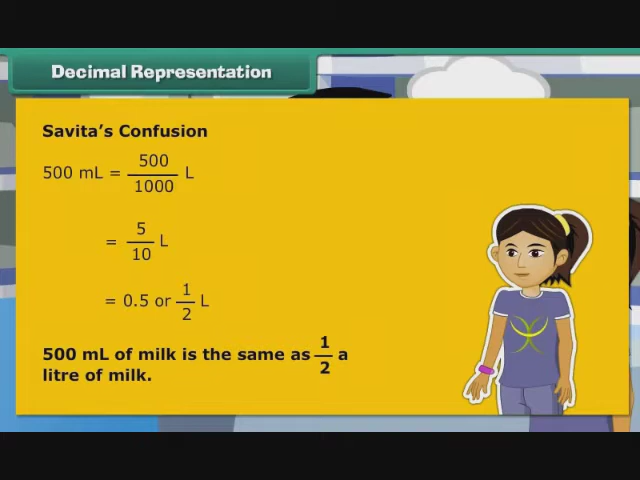 Decimal Representation
Savita's Confusion
500 mL = 500/1000 L
= 5/10 L
= 0.5 or 1/2 L
500 mL of milk is the same as 1/2 a
litre of milk.